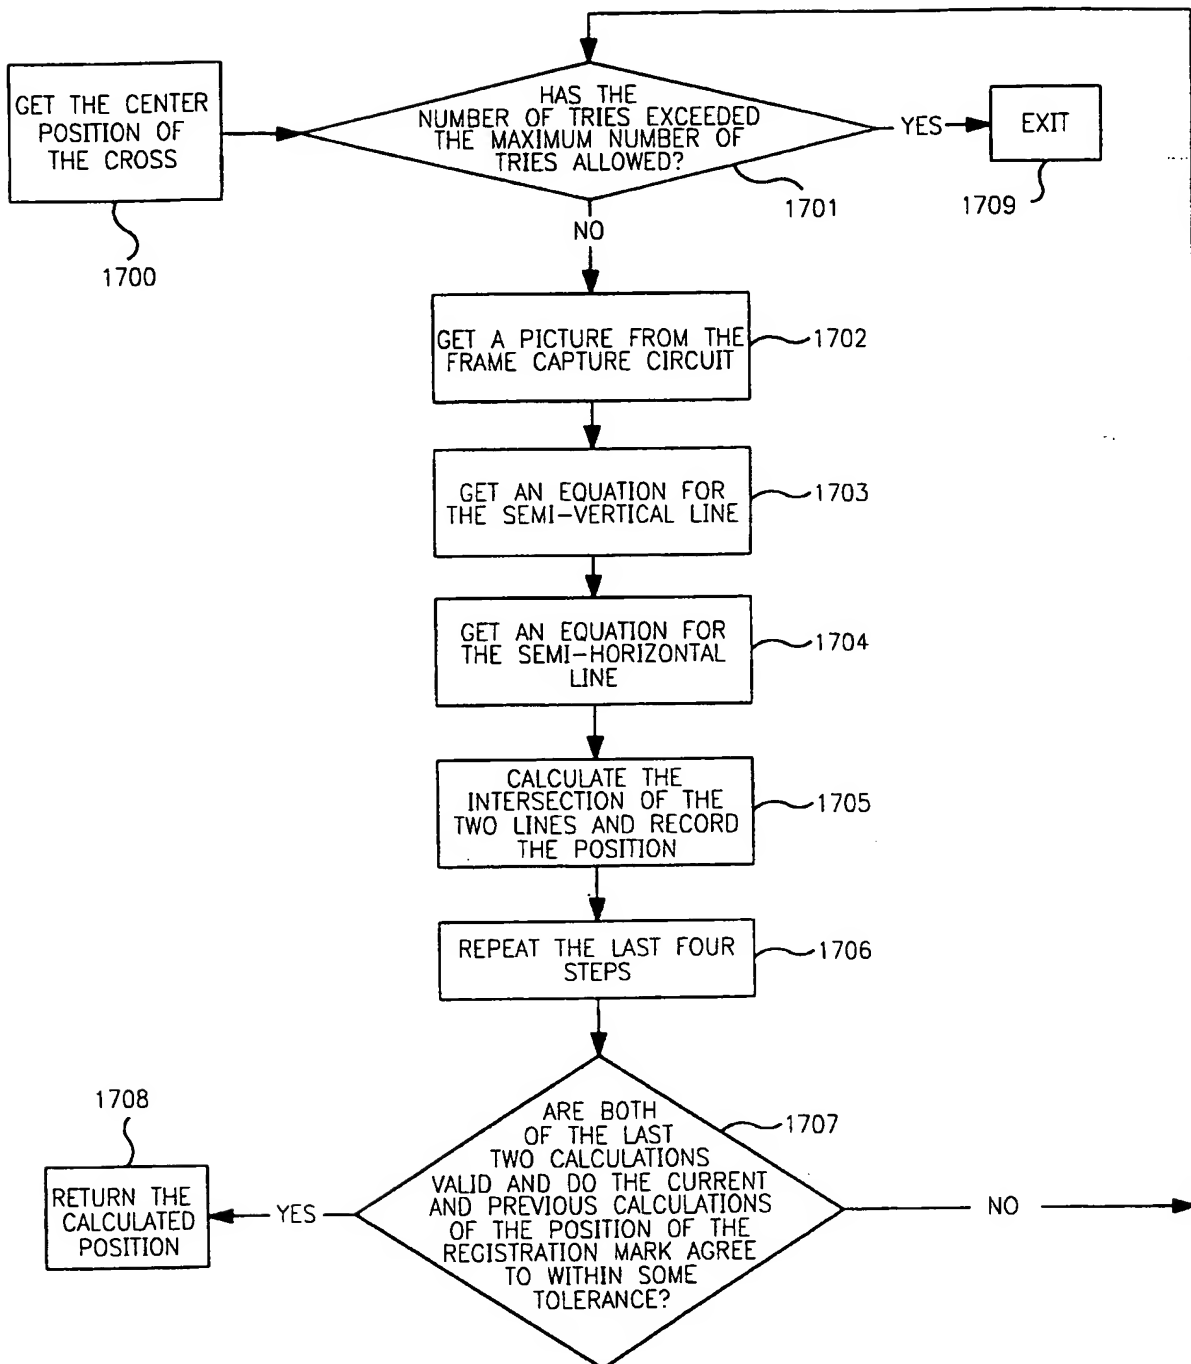 GET THE CENTER
POSITION OF
THE CROSS
1700
HAS THE
NUMBER OF TRIES EXCEEDED
THE MAXIMUM NUMBER OF
TRIES ALLOWED?
1701
YES
EXIT
1709
NO
GET A PICTURE FROM THE
FRAME CAPTURE CIRCUIT
1702
GET AN EQUATION FOR
THE SEMI-VERTICAL LINE
1703
GET AN EQUATION FOR
THE SEMI-HORIZONTAL
LINE
1704
CALCULATE THE
INTERSECTION OF THE
TWO LINES AND RECORD
THE POSITION
1705
REPEAT THE LAST FOUR
STEPS
1706
ARE BOTH
OF THE LAST
TWO CALCULATIONS
VALID AND DO THE CURRENT
AND PREVIOUS CALCULATIONS
OF THE POSITION OF THE
REGISTRATION MARK AGREE
TO WITHIN SOME
TOLERANCE?
1707
YES
1708
RETURN THE
CALCULATED
POSITION
NO